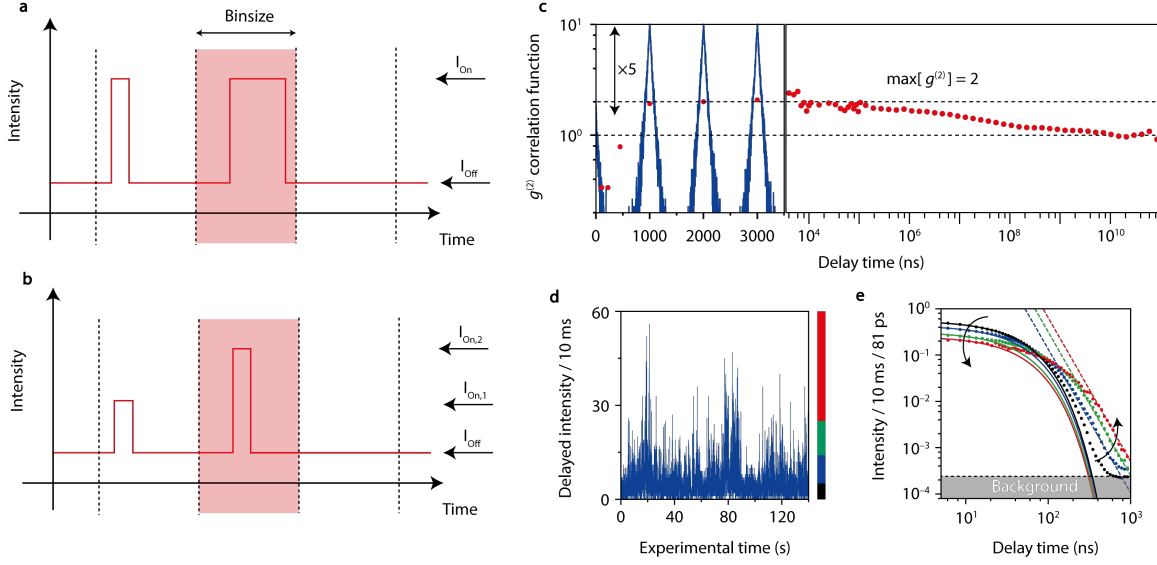 a
Binsize
Intensity
I_On
I_Off
Time
b
Intensity
I_On,2
I_On,1
I_Off
Time
c
g^(2) correlation function
10^1
10^0
×5
max[ g^(2)] = 2
0 1000 2000 3000 10^4 10^6 10^8 10^10
Delay time (ns)
d
Delayed intensity / 10 ms
60
30
0
0 40 80 120
Experimental time (s)
e
Intensity / 10 ms / 81 ps
10^0
10^-1
10^-2
10^-3
10^-4
Background
10^1 10^2 10^3
Delay time (ns)